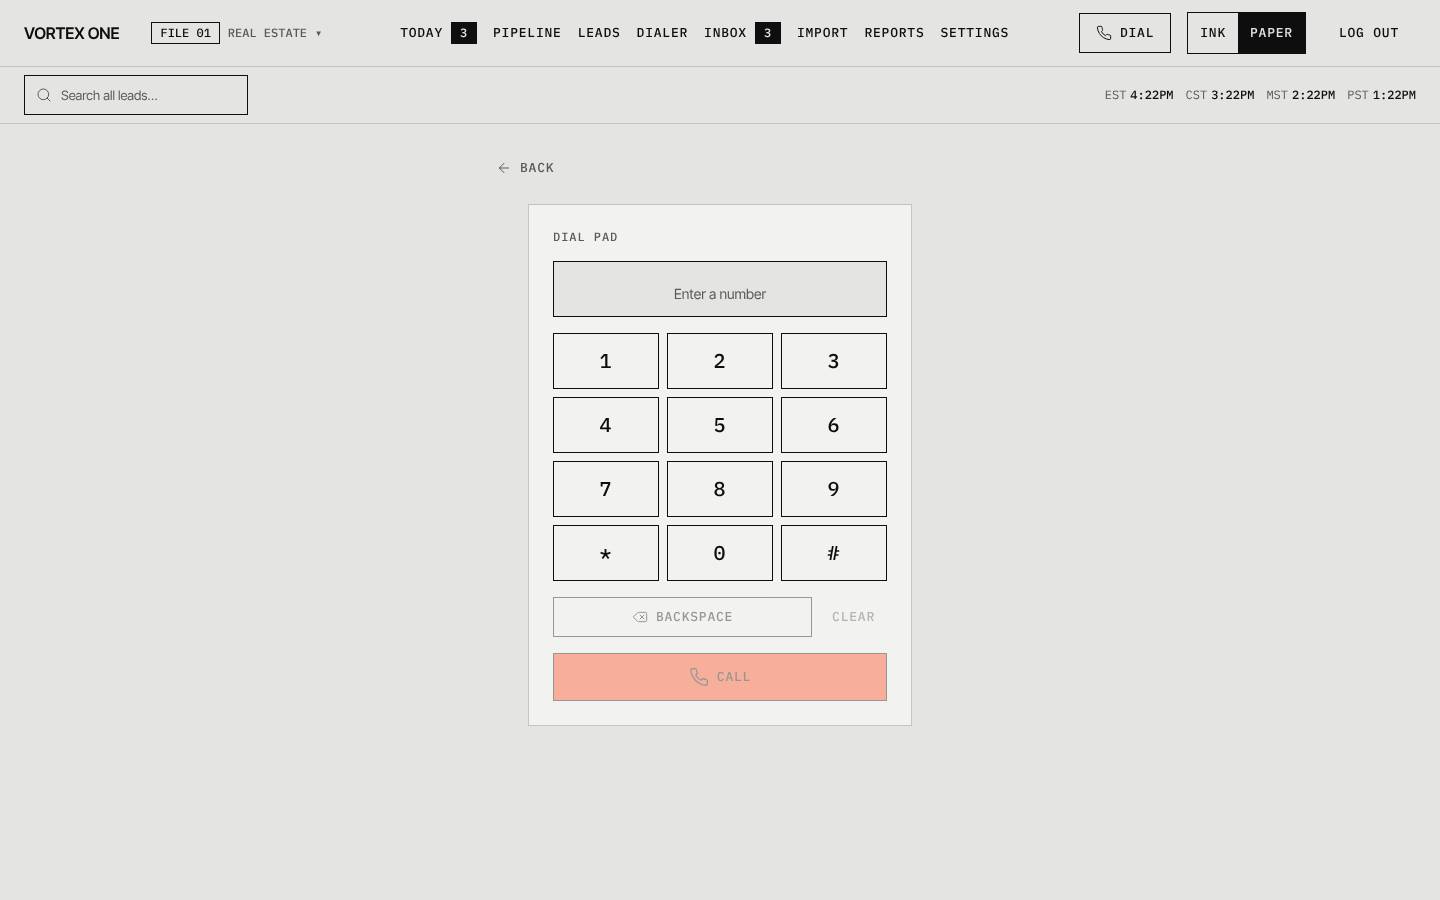 VORTEX ONE FILE 01 REAL ESTATE ▾ TODAY 3 PIPELINE LEADS DIALER INBOX 3 IMPORT REPORTS SETTINGS DIAL INK PAPER LOG OUT
Search all leads... EST 4:22PM CST 3:22PM MST 2:22PM PST 1:22PM
← BACK
DIAL PAD
Enter a number
1 2 3
4 5 6
7 8 9
* 0 #
BACKSPACE CLEAR
CALL